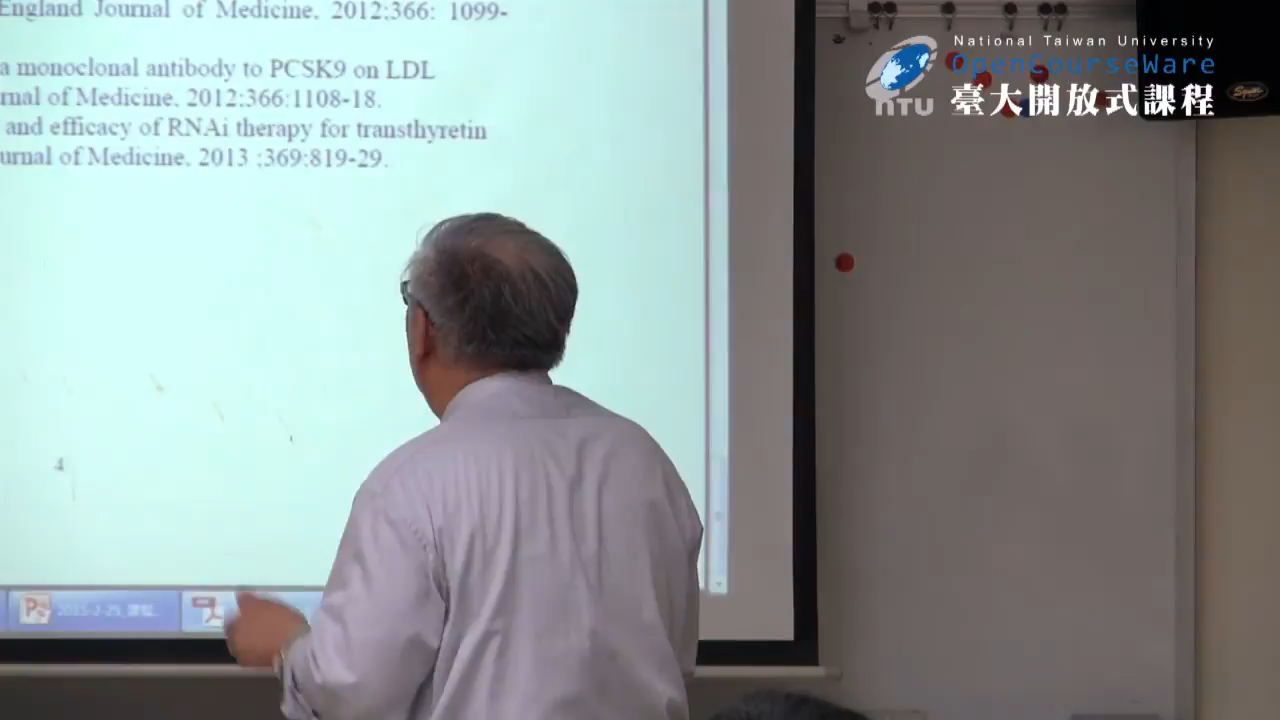 England Journal of Medicine. 2012;366: 1099-
a monoclonal antibody to PCSK9 on LDL
rnal of Medicine. 2012;366:1108-18.
and efficacy of RNAi therapy for transthyretin
urnal of Medicine. 2013 ;369:819-29.
4
National Taiwan University
OpenCourseWare
NTU 臺大開放式課程